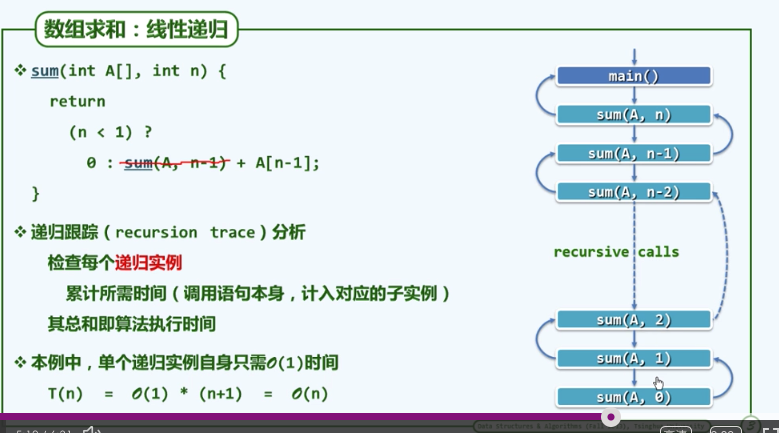 数组求和：线性递归
❖ sum(int A[], int n) {
return
(n < 1) ?
0 : sum(A, n-1) + A[n-1];
}
❖ 递归跟踪（recursion trace）分析
检查每个递归实例
累计所需时间（调用语句本身，计入对应的子实例）
其总和即算法执行时间
❖ 本例中，单个递归实例自身只需O(1)时间
T(n) = O(1) * (n+1) = O(n)
main()
sum(A, n)
sum(A, n-1)
sum(A, n-2)
recursive calls
sum(A, 2)
sum(A, 1)
sum(A, 0)